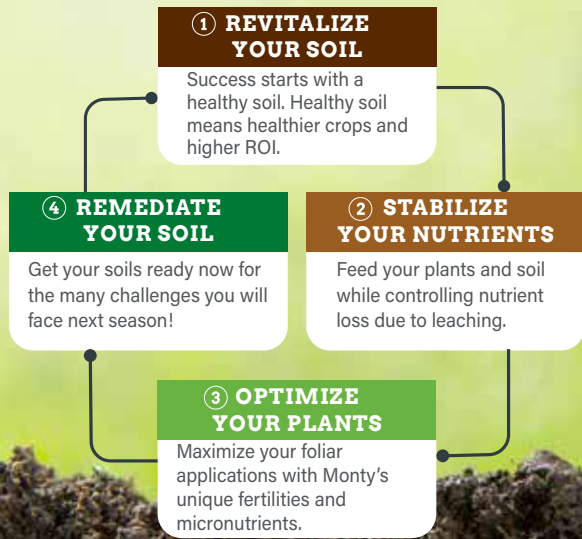 ① REVITALIZE
YOUR SOIL
Success starts with a
healthy soil. Healthy soil
means healthier crops and
higher ROI.
② STABILIZE
YOUR NUTRIENTS
Feed your plants and soil
while controlling nutrient
loss due to leaching.
③ OPTIMIZE
YOUR PLANTS
Maximize your foliar
applications with Monty's
unique fertilities and
micronutrients.
④ REMEDIATE
YOUR SOIL
Get your soils ready now for
the many challenges you will
face next season!